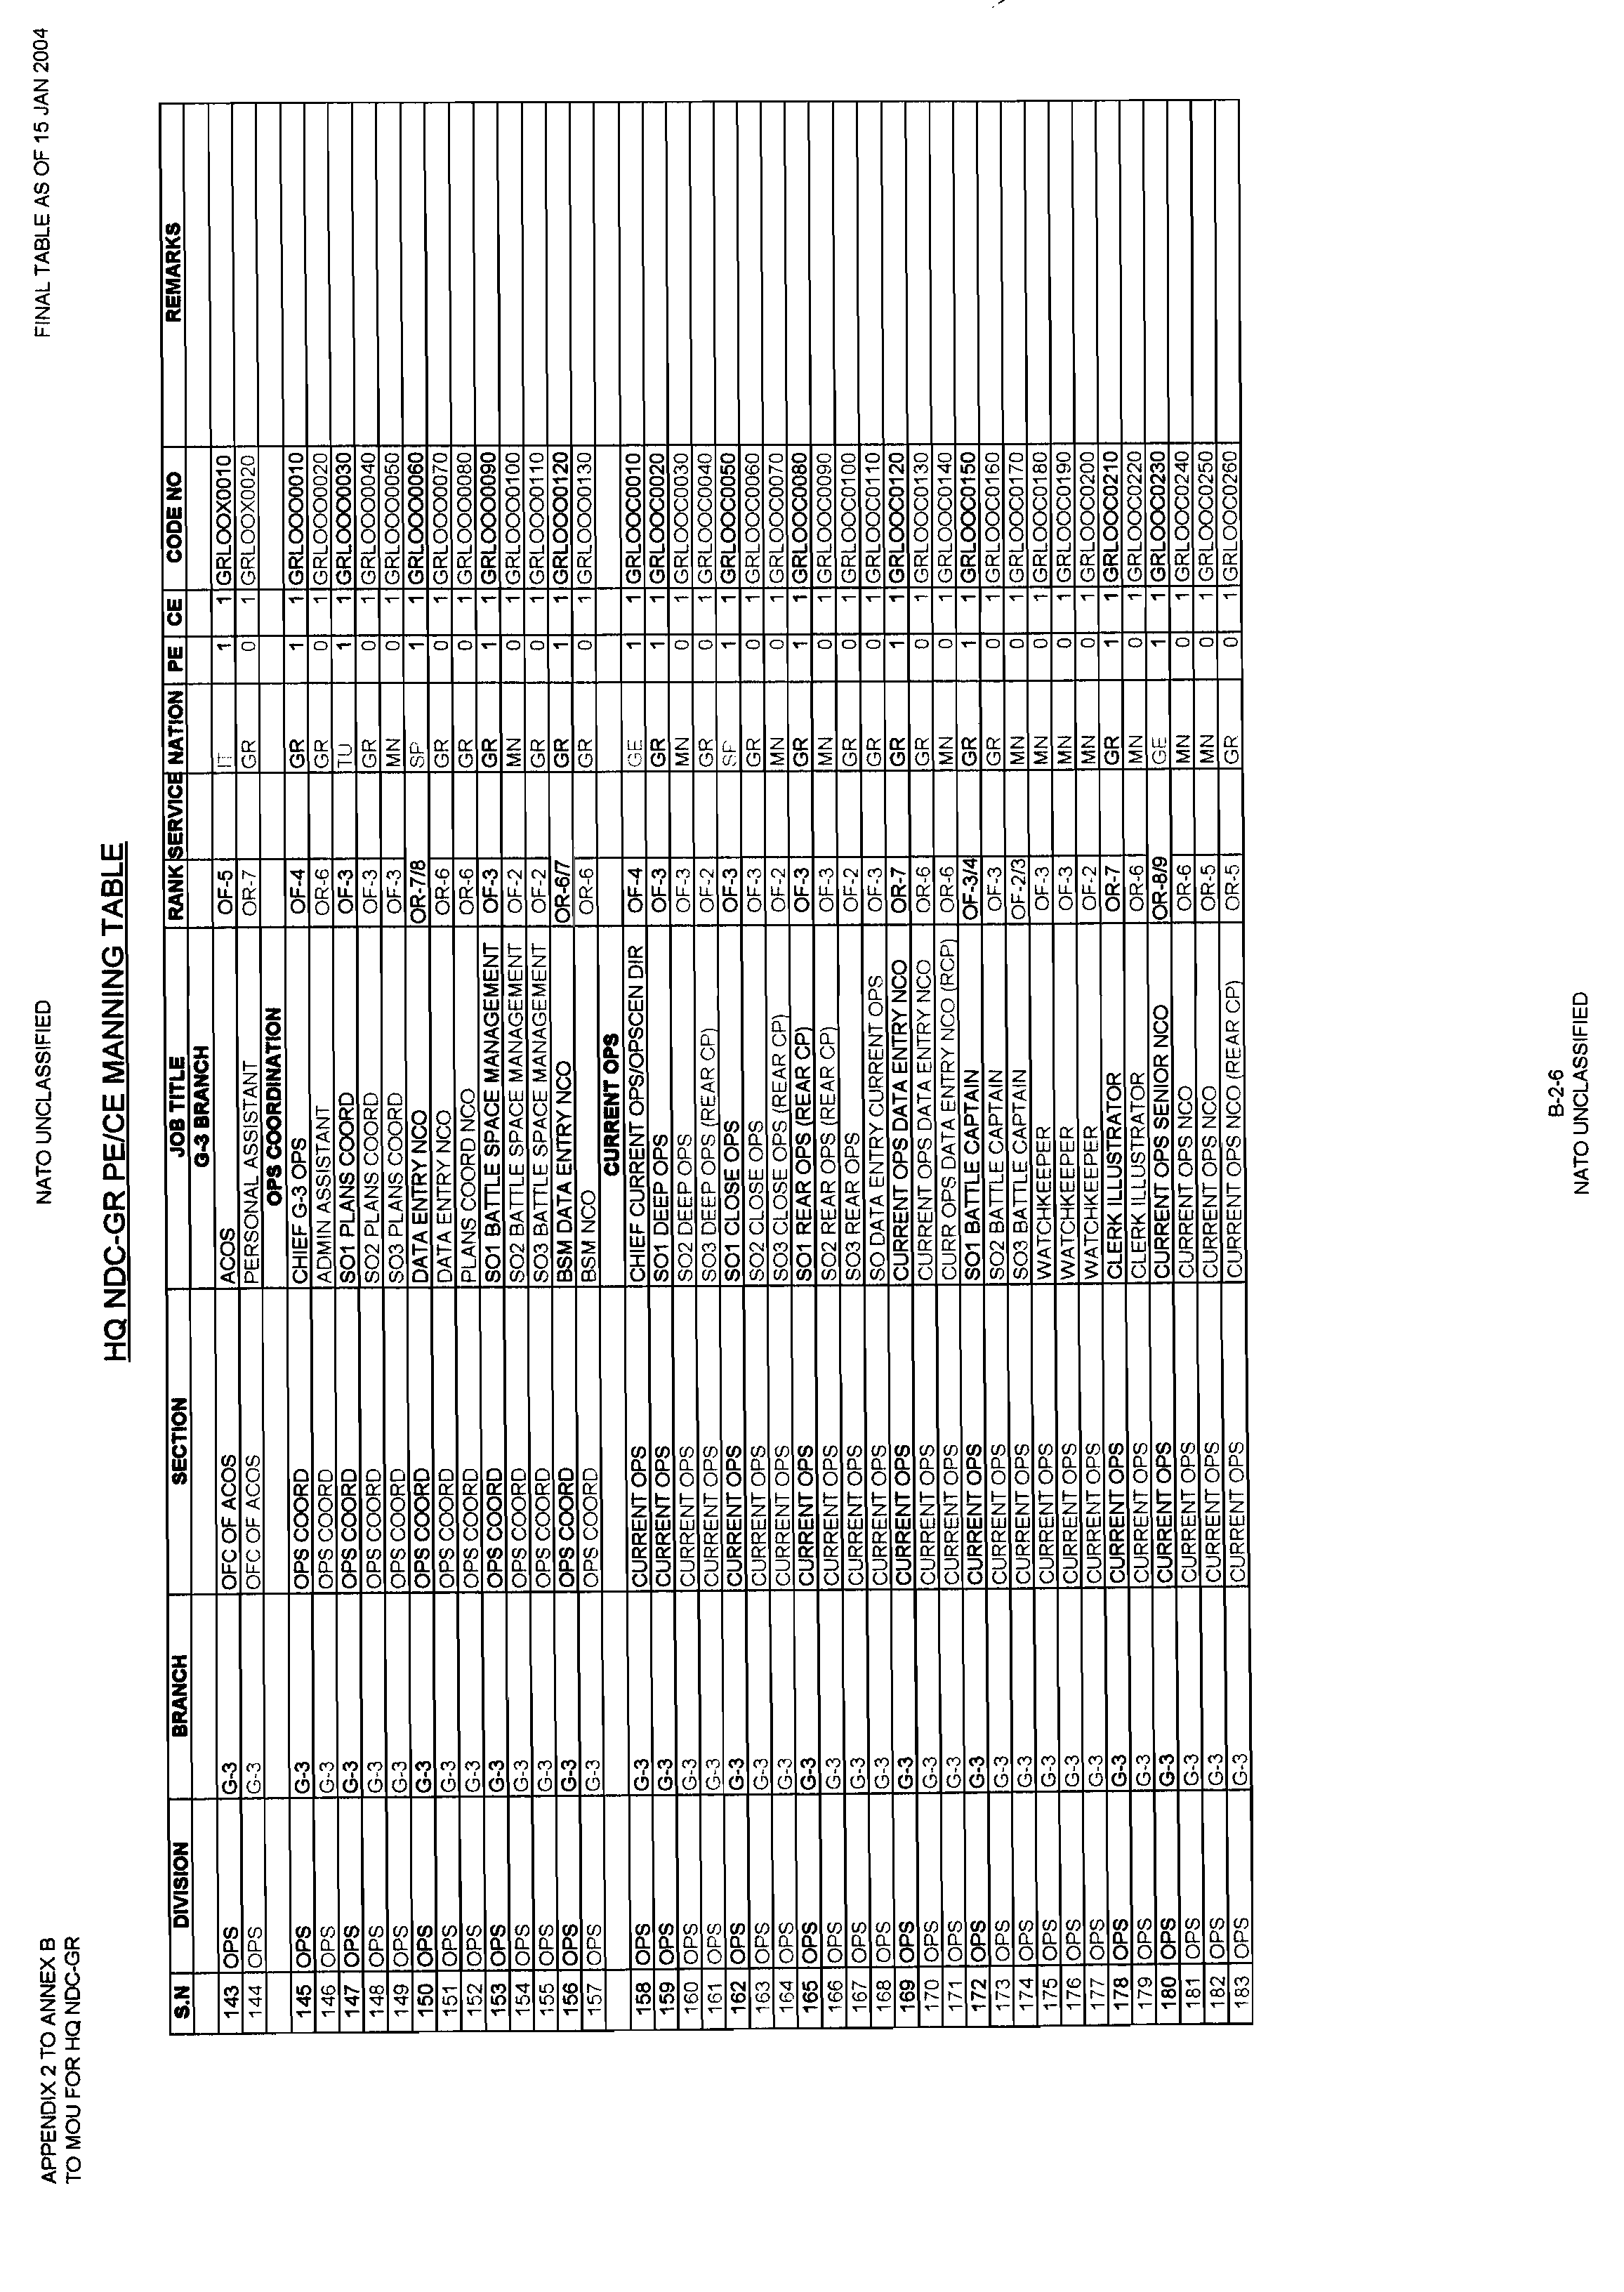 APPENDIX 2 TO ANNEX B
TO MOU FOR HQ NDC-GR
NATO UNCLASSIFIED
FINAL TABLE AS OF 15 JAN 2004
HQ NDC-GR PE/CE MANNING TABLE
S.N DIVISION BRANCH SECTION JOB TITLE RANK SERVICE NATION PE CE CODE NO REMARKS
G-3 BRANCH
143 OPS G-3 OFC OF ACOS ACOS OF-5 IT 1 1 GRLOOX0010
144 OPS G-3 OFC OF ACOS PERSONAL ASSISTANT OR-7 GR 0 1 GRLOOX0020
OPS COORDINATION
145 OPS G-3 OPS COORD CHIEF G-3 OPS OF-4 GR 1 1 GRLOOO0010
146 OPS G-3 OPS COORD ADMIN ASSISTANT OR-6 GR 0 1 GRLOOO0020
147 OPS G-3 OPS COORD SO1 PLANS COORD OF-3 TU 1 1 GRLOOO0030
148 OPS G-3 OPS COORD SO2 PLANS COORD OF-3 GR 0 1 GRLOOO0040
149 OPS G-3 OPS COORD SO3 PLANS COORD OF-3 MN 0 1 GRLOOO0050
150 OPS G-3 OPS COORD DATA ENTRY NCO OR-7/8 SP 1 1 GRLOOO0060
151 OPS G-3 OPS COORD DATA ENTRY NCO OR-6 GR 0 1 GRLOOO0070
152 OPS G-3 OPS COORD PLANS COORD NCO OR-6 GR 0 1 GRLOOO0080
153 OPS G-3 OPS COORD SO1 BATTLE SPACE MANAGEMENT OF-3 GR 1 1 GRLOOO0090
154 OPS G-3 OPS COORD SO2 BATTLE SPACE MANAGEMENT OF-2 MN 0 1 GRLOOO0100
155 OPS G-3 OPS COORD SO3 BATTLE SPACE MANAGEMENT OF-2 GR 0 1 GRLOOO0110
156 OPS G-3 OPS COORD BSM DATA ENTRY NCO OR-6/7 GR 1 1 GRLOOO0120
157 OPS G-3 OPS COORD BSM NCO OR-6 GR 0 1 GRLOOO0130
CURRENT OPS
158 OPS G-3 CURRENT OPS CHIEF CURRENT OPS/OPSCEN DIR OF-4 GE 1 1 GRLOOC0010
159 OPS G-3 CURRENT OPS SO1 DEEP OPS OF-3 GR 1 1 GRLOOC0020
160 OPS G-3 CURRENT OPS SO2 DEEP OPS OF-3 MN 0 1 GRLOOC0030
161 OPS G-3 CURRENT OPS SO3 DEEP OPS (REAR CP) OF-2 GR 0 1 GRLOOC0040
162 OPS G-3 CURRENT OPS SO1 CLOSE OPS OF-3 SP 1 1 GRLOOC0050
163 OPS G-3 CURRENT OPS SO2 CLOSE OPS OF-3 GR 0 1 GRLOOC0060
164 OPS G-3 CURRENT OPS SO3 CLOSE OPS (REAR CP) OF-2 MN 0 1 GRLOOC0070
165 OPS G-3 CURRENT OPS SO1 REAR OPS (REAR CP) OF-3 GR 1 1 GRLOOC0080
166 OPS G-3 CURRENT OPS SO2 REAR OPS (REAR CP) OF-3 MN 0 1 GRLOOC0090
167 OPS G-3 CURRENT OPS SO3 REAR OPS OF-2 GR 0 1 GRLOOC0100
168 OPS G-3 CURRENT OPS SO DATA ENTRY CURRENT OPS OF-3 GR 0 1 GRLOOC0110
169 OPS G-3 CURRENT OPS CURRENT OPS DATA ENTRY NCO OR-7 GR 1 1 GRLOOC0120
170 OPS G-3 CURRENT OPS CURRENT OPS DATA ENTRY NCO OR-6 GR 0 1 GRLOOC0130
171 OPS G-3 CURRENT OPS CURR OPS DATA ENTRY NCO (RCP) OR-6 MN 0 1 GRLOOC0140
172 OPS G-3 CURRENT OPS SO1 BATTLE CAPTAIN OF-3/4 GR 1 1 GRLOOC0150
173 OPS G-3 CURRENT OPS SO2 BATTLE CAPTAIN OF-3 GR 0 1 GRLOOC0160
174 OPS G-3 CURRENT OPS SO3 BATTLE CAPTAIN OF-2/3 MN 0 1 GRLOOC0170
175 OPS G-3 CURRENT OPS WATCHKEEPER OF-3 MN 0 1 GRLOOC0180
176 OPS G-3 CURRENT OPS WATCHKEEPER OF-3 MN 0 1 GRLOOC0190
177 OPS G-3 CURRENT OPS WATCHKEEPER OF-2 MN 0 1 GRLOOC0200
178 OPS G-3 CURRENT OPS CLERK ILLUSTRATOR OR-7 GR 1 1 GRLOOC0210
179 OPS G-3 CURRENT OPS CLERK ILLUSTRATOR OR-6 MN 0 1 GRLOOC0220
180 OPS G-3 CURRENT OPS CURRENT OPS SENIOR NCO OR-8/9 GE 1 1 GRLOOC0230
181 OPS G-3 CURRENT OPS CURRENT OPS NCO OR-6 MN 0 1 GRLOOC0240
182 OPS G-3 CURRENT OPS CURRENT OPS NCO OR-5 MN 0 1 GRLOOC0250
183 OPS G-3 CURRENT OPS CURRENT OPS NCO (REAR CP) OR-5 GR 0 1 GRLOOC0260
B-2-6
NATO UNCLASSIFIED